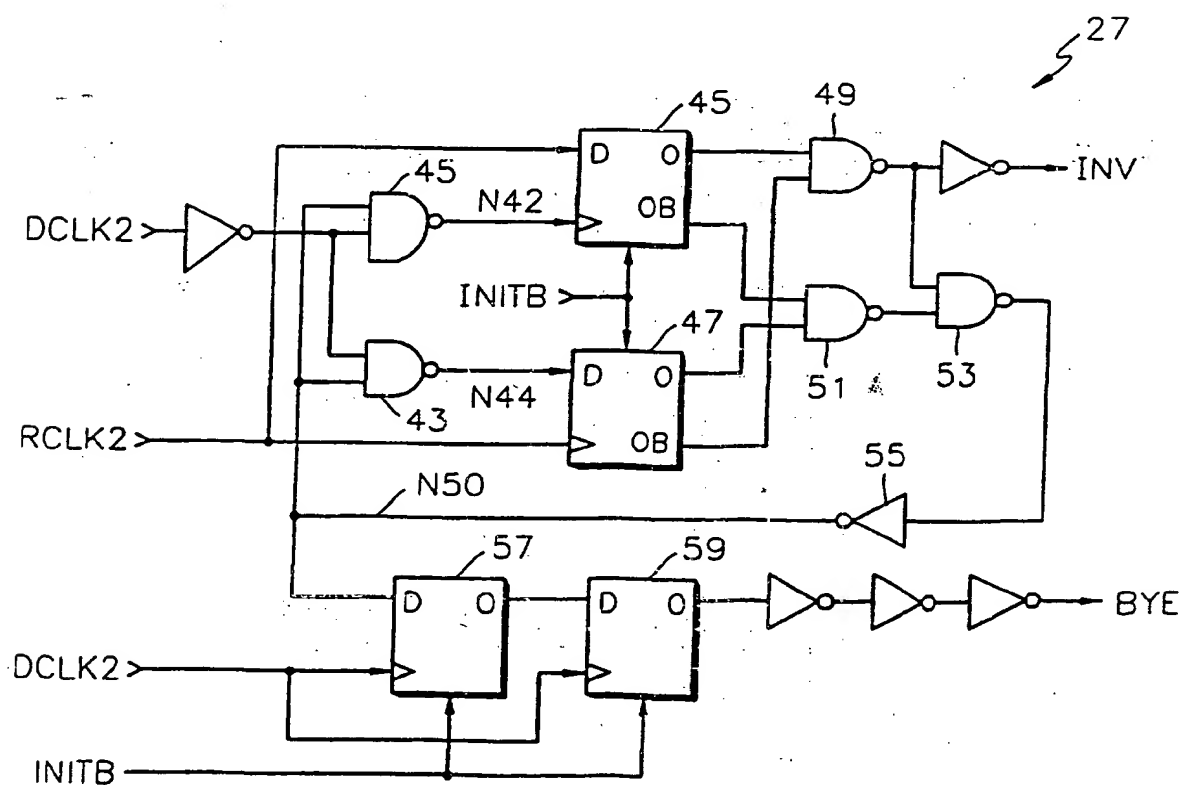 27
45
49
D
O
INV
45
N42
DCLK2
OB
INITB
47
51
53
D
O
N44
43
RCLK2
OB
55
N50
57
59
D
O
D
O
BYE
DCLK2
INITB